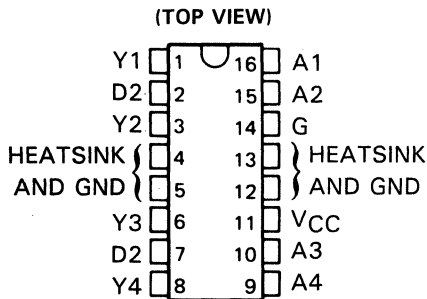 (TOP VIEW)
Y1 1 16 A1
D2 2 15 A2
Y2 3 14 G
HEATSINK 4 13 HEATSINK
AND GND 5 12 AND GND
Y3 6 11 VCC
D2 7 10 A3
Y4 8 9 A4